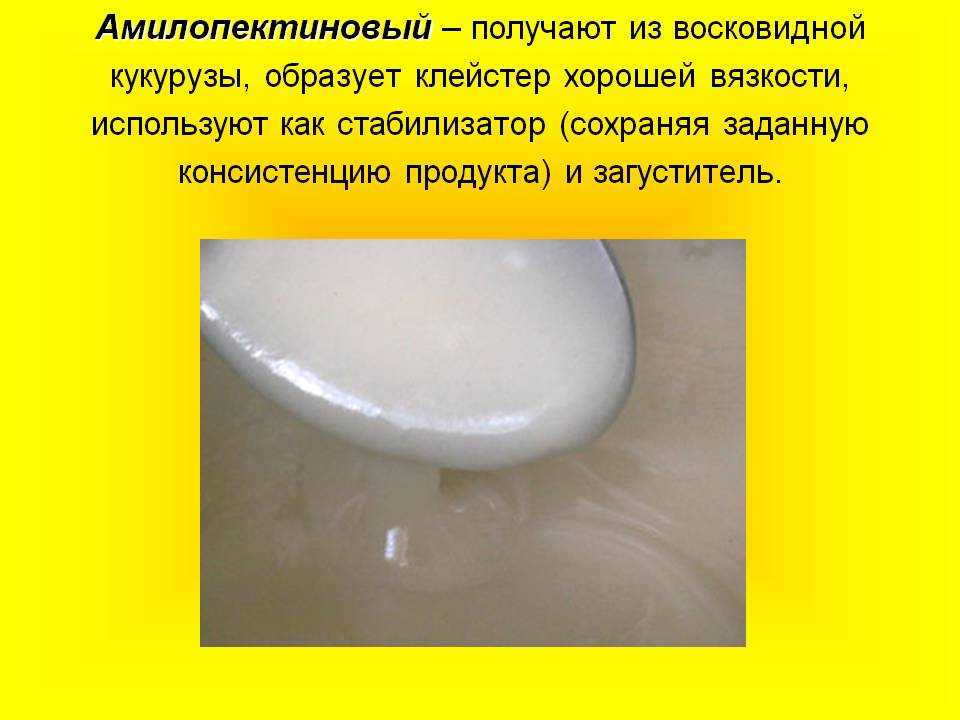 Амилопектиновый – получают из восковидной
кукурузы, образует клейстер хорошей вязкости,
используют как стабилизатор (сохраняя заданную
консистенцию продукта) и загуститель.